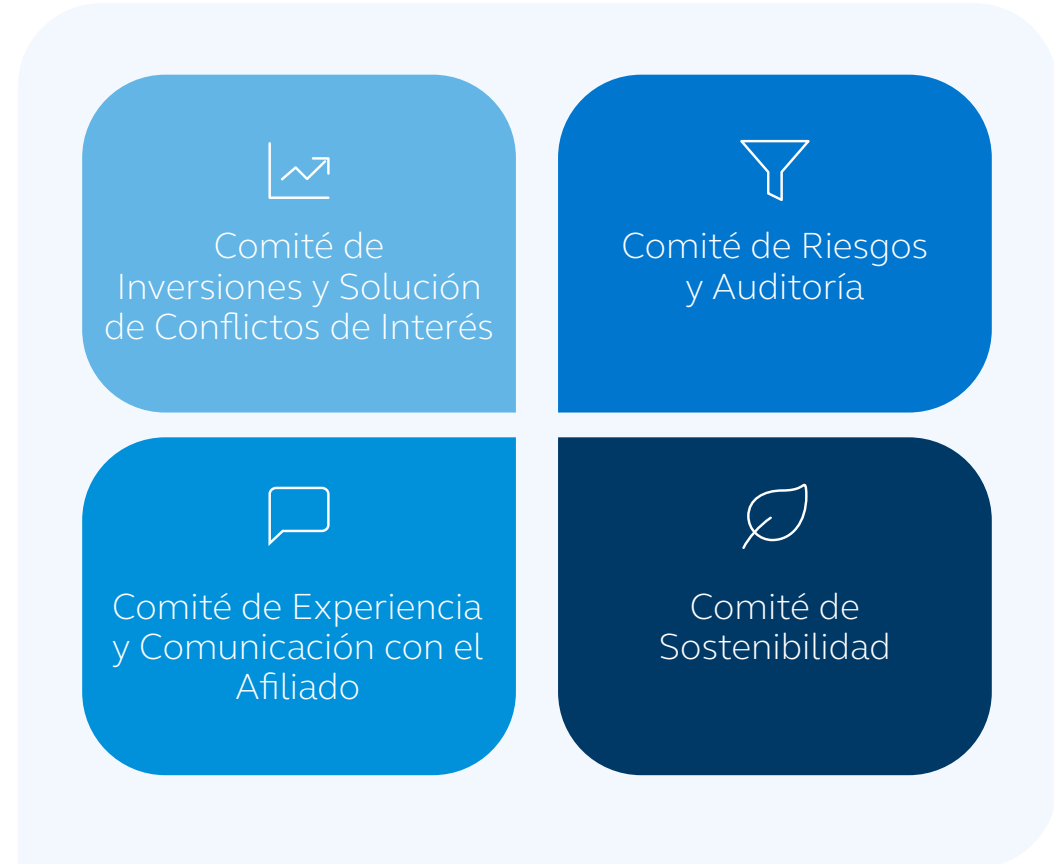 Comité de
Inversiones y Solución
de Conflictos de Interés
Comité de Riesgos
y Auditoría
Comité de Experiencia
y Comunicación con el
Afiliado
Comité de
Sostenibilidad